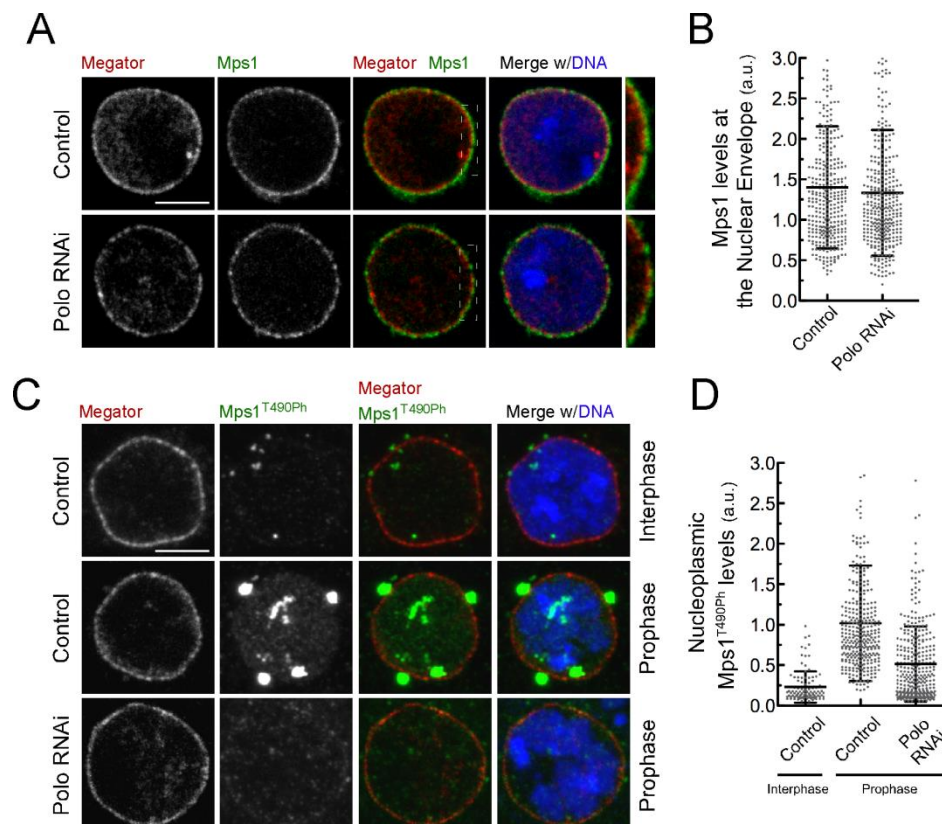 A
Megator
Mps1
Megator Mps1
Merge w/DNA
Control
Polo RNAi
B
Mps1 levels at
the Nuclear Envelope (a.u.)
3.0
2.5
2.0
1.5
1.0
0.5
0.0
Control
Polo RNAi
C
Megator
Mps1T490Ph
Megator
Mps1T490Ph
Merge w/DNA
Control
Interphase
Control
Prophase
Polo RNAi
Prophase
D
Nucleoplasmic
Mps1T490Ph levels (a.u.)
3.0
2.5
2.0
1.5
1.0
0.5
0.0
Control
Control
Polo
RNAi
Interphase
Prophase